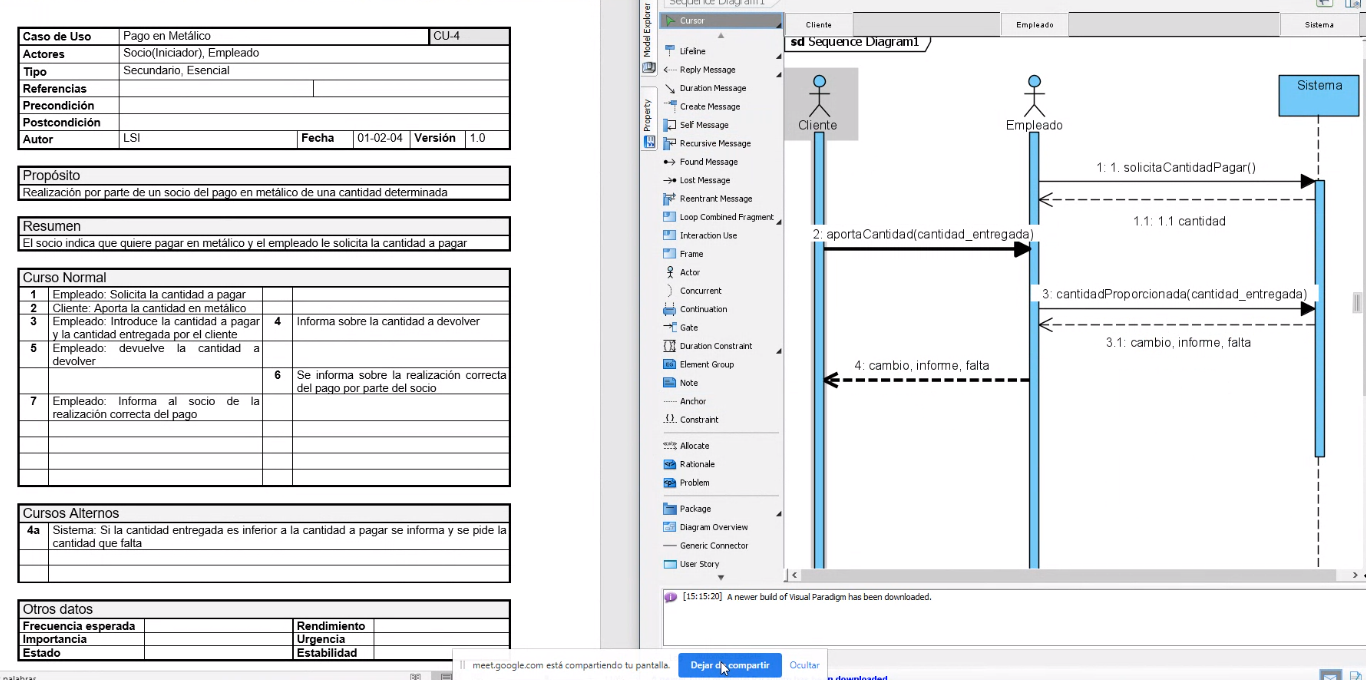 Caso de Uso Pago en Metálico CU-4
Actores Socio(Iniciador), Empleado
Tipo Secundario, Esencial
Referencias
Precondición
Postcondición
Autor LSI Fecha 01-02-04 Versión 1.0
Propósito
Realización por parte de un socio del pago en metálico de una cantidad determinada
Resumen
El socio indica que quiere pagar en metálico y el empleado le solicita la cantidad a pagar
Curso Normal
1 Empleado: Solicita la cantidad a pagar
2 Cliente: Aporta la cantidad en metálico
3 Empleado: Introduce la cantidad a pagar
y la cantidad entregada por el cliente
4 Informa sobre la cantidad a devolver
5 Empleado: devuelve la cantidad a
devolver
6 Se informa sobre la realización correcta
del pago por parte del socio
7 Empleado: Informa al socio de la
realización correcta del pago
Cursos Alternos
4a Sistema: Si la cantidad entregada es inferior a la cantidad a pagar se informa y se pide la
cantidad que falta
Otros datos
Frecuencia esperada Rendimiento
Importancia Urgencia
Estado Estabilidad
palabras
Model Explorer
Property
Sequence Diagram1
Cursor
Lifeline
Reply Message
Duration Message
Create Message
Self Message
Recursive Message
Found Message
Lost Message
Reentrant Message
Loop Combined Fragment
Interaction Use
Frame
Actor
Concurrent
Continuation
Gate
Duration Constraint
Element Group
Note
Anchor
Constraint
Allocate
Rationale
Problem
Package
Diagram Overview
Generic Connector
User Story
Cliente Empleado Sistema
sd Sequence Diagram1
Cliente
Empleado
Sistema
1: 1. solicitaCantidadPagar()
1.1: 1.1 cantidad
2: aportaCantidad(cantidad_entregada)
3: cantidadProporcionada(cantidad_entregada)
3.1: cambio, informe, falta
4: cambio, informe, falta
[15:15:20] A newer build of Visual Paradigm has been downloaded.
meet.google.com está compartiendo tu pantalla.
Dejar de compartir
Ocultar
downloaded